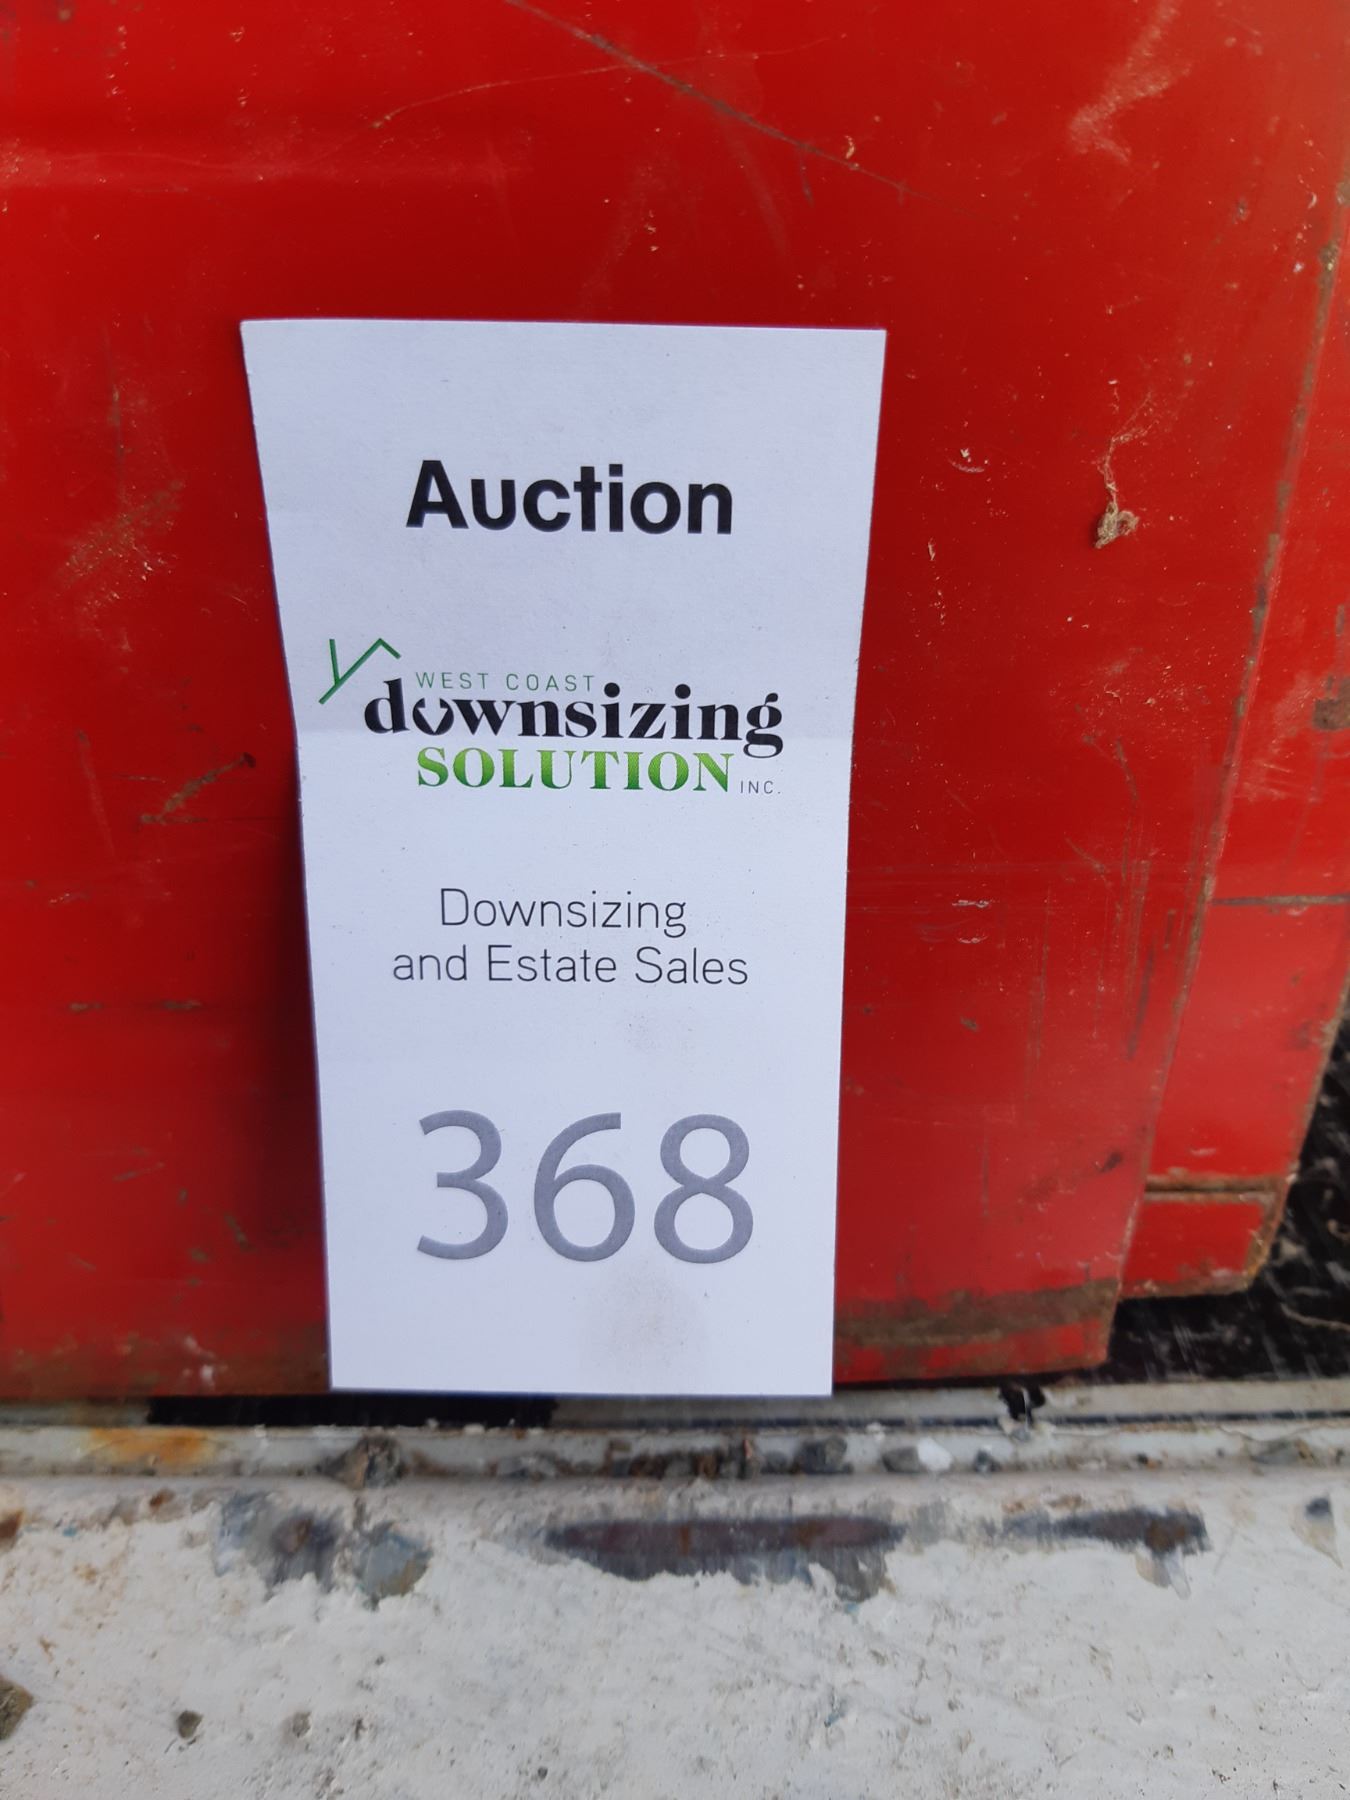 Auction
WEST COAST
downsizing
SOLUTION INC.
Downsizing
and Estate Sales
368